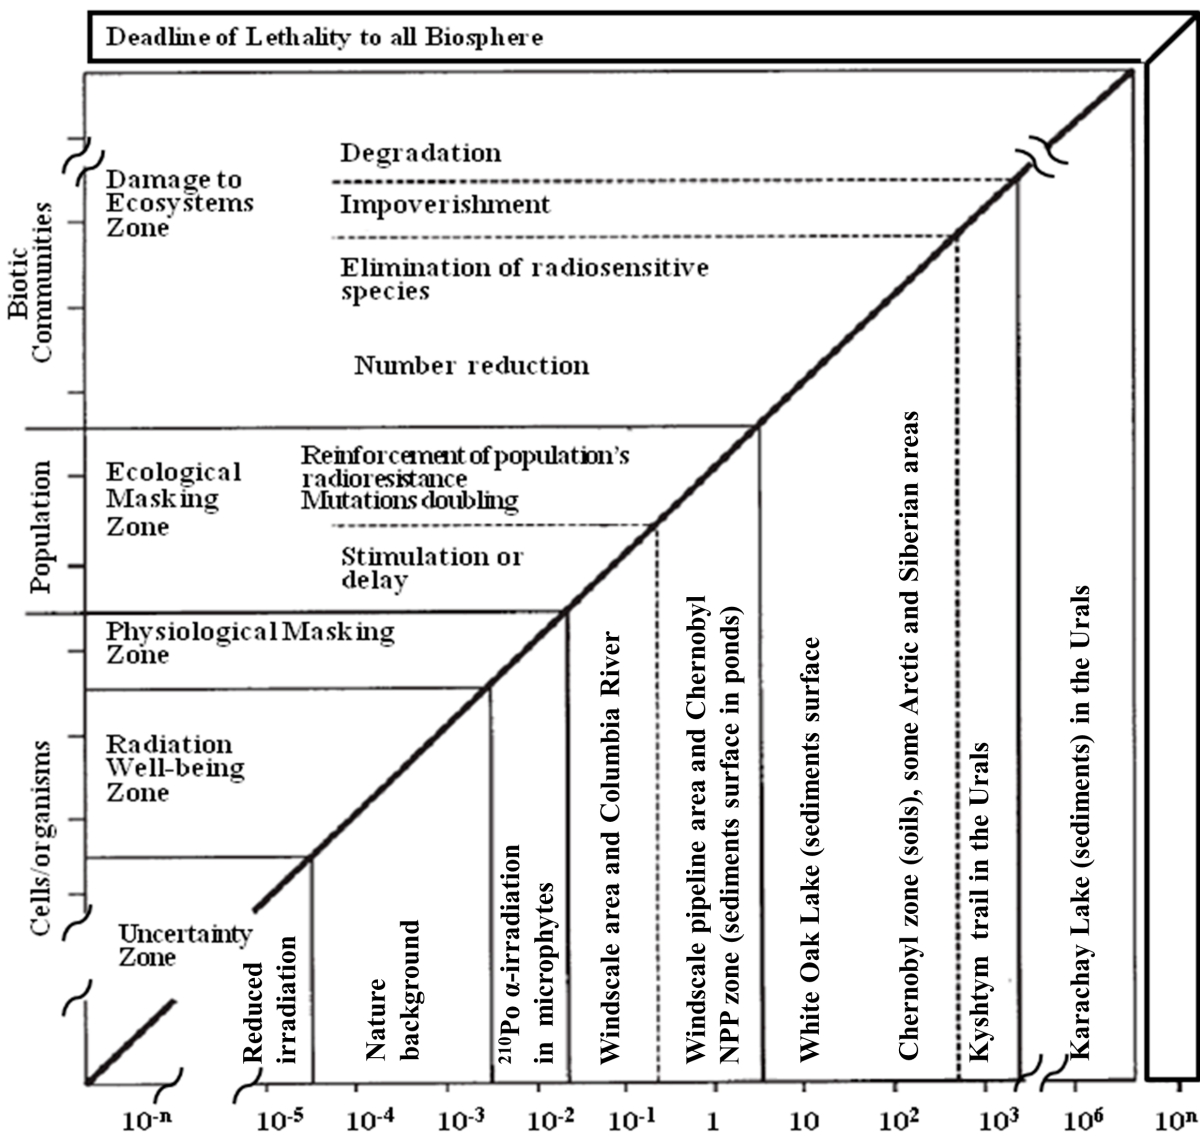 Deadline of Lethality to all Biosphere
Degradation
Damage to
Ecosystems
Zone
Impoverishment
Elimination of radiosensitive
species
Number reduction
Biotic
Communities
Ecological
Masking
Zone
Reinforcement of population's
radioresistance
Mutations doubling
Stimulation or
delay
Population
Physiological Masking
Zone
Radiation
Well-being
Zone
Cells/organisms
Uncertainty
Zone
Reduced
irradiation
Nature
background
²¹⁰Po α-irradiation
in microphytes
Windscale area and Columbia River
Windscale pipeline area and Chernobyl
NPP zone (sediments surface in ponds)
White Oak Lake (sediments surface
Chernobyl zone (soils), some Arctic and Siberian areas
Kyshtym trail in the Urals
Karachay Lake (sediments) in the Urals
10⁻ⁿ 10⁻⁵ 10⁻⁴ 10⁻³ 10⁻² 10⁻¹ 1 10 10² 10³ 10⁶ 10ⁿ